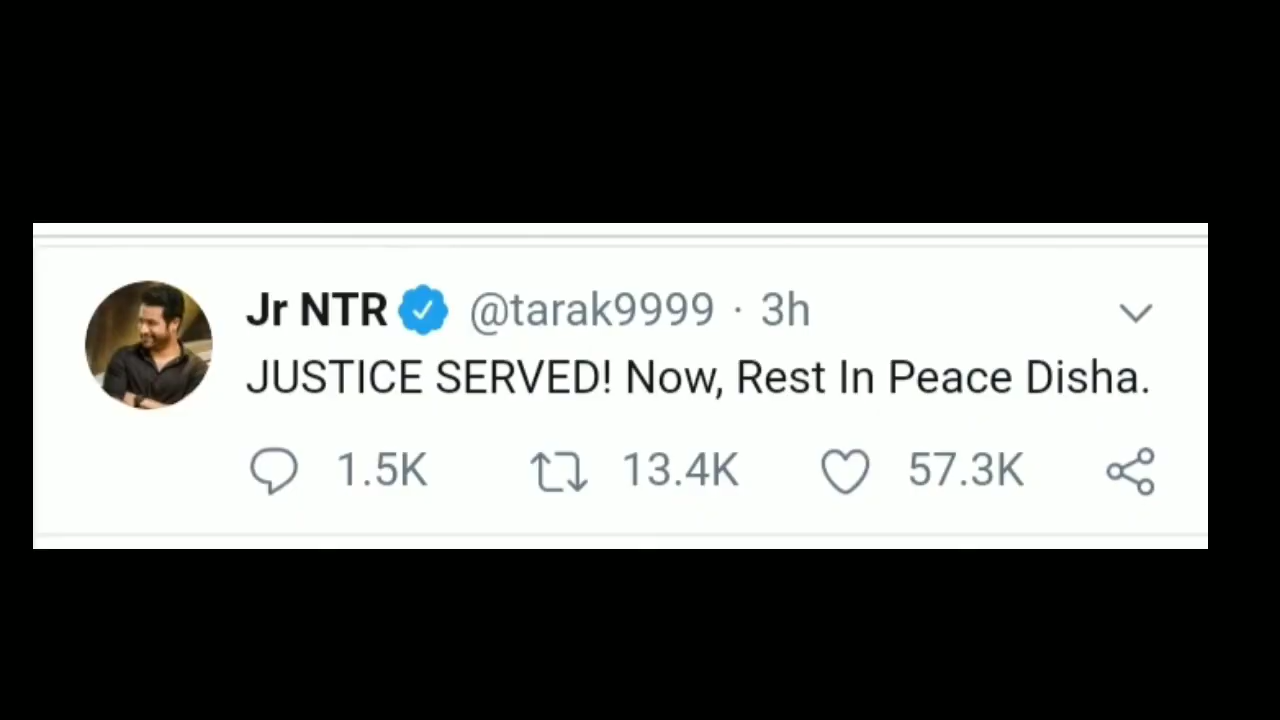 Jr NTR @tarak9999 · 3h
JUSTICE SERVED! Now, Rest In Peace Disha.
1.5K 13.4K 57.3K